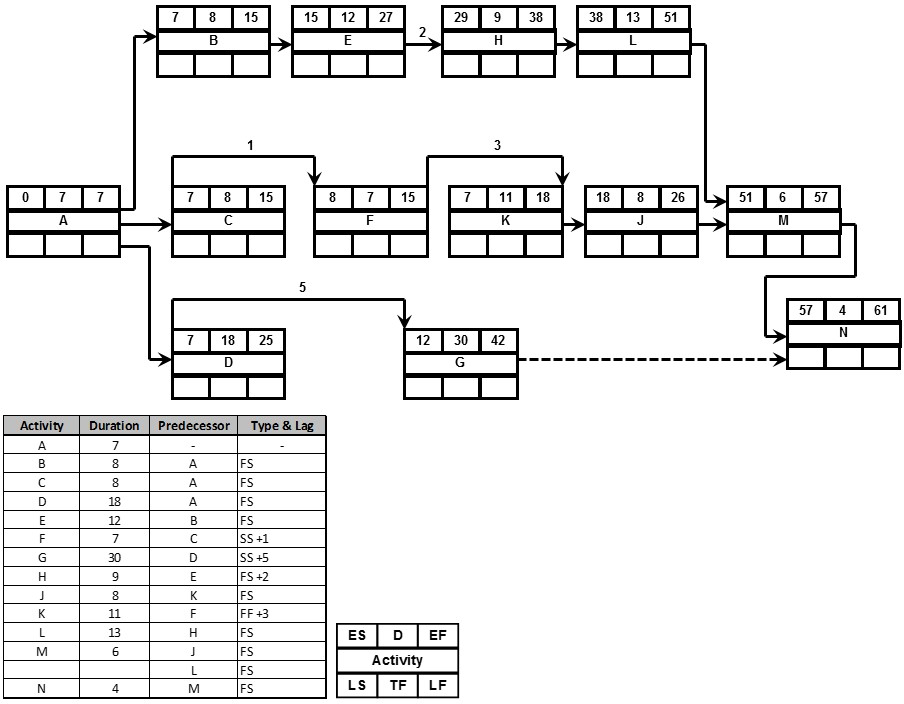 7 8 15
B
15 12 27
E
2
29 9 38
H
38 13 51
L
1
3
0 7 7
A
7 8 15
C
8 7 15
F
7 11 18
K
18 8 26
J
51 6 57
M
5
7 18 25
D
12 30 42
G
57 4 61
N
Activity Duration Predecessor Type & Lag
A 7 - -
B 8 A FS
C 8 A FS
D 18 A FS
E 12 B FS
F 7 C SS +1
G 30 D SS +5
H 9 E FS +2
J 8 K FS
K 11 F FF +3
L 13 H FS
M 6 J FS
L FS
N 4 M FS
ES D EF
Activity
LS TF LF